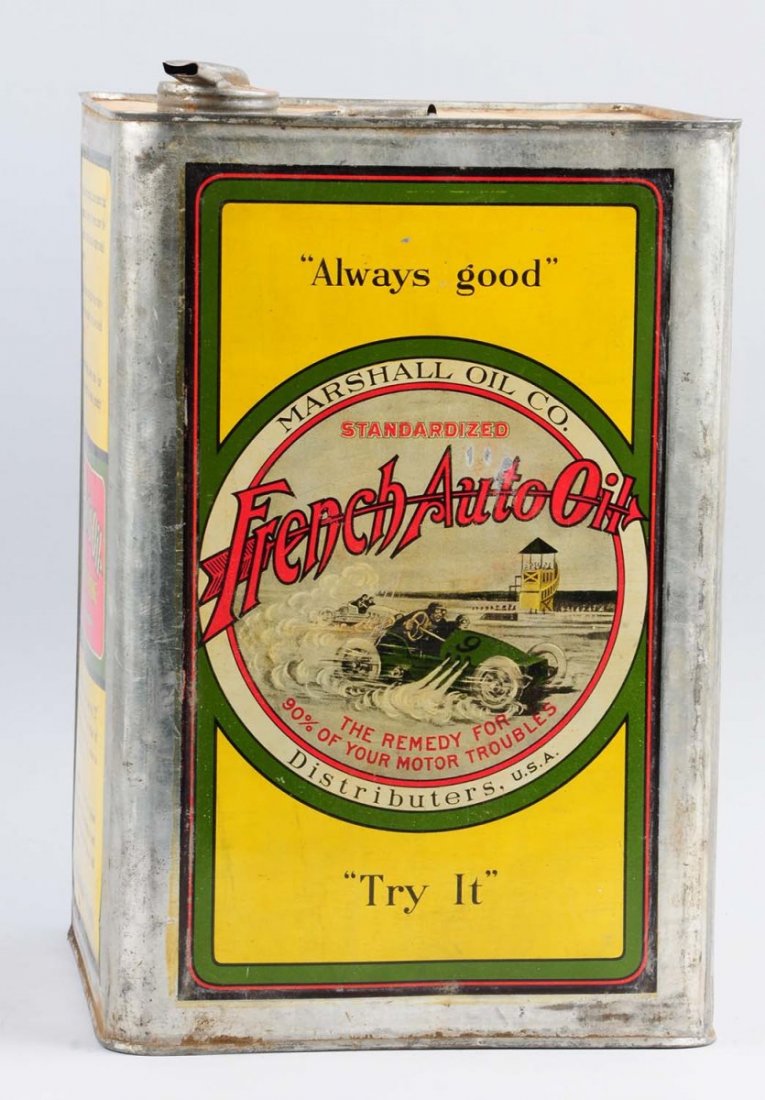 “Always good”
MARSHALL OIL CO.
STANDARDIZED
French Auto Oil
9
THE REMEDY FOR
90% OF YOUR MOTOR TROUBLES
Distributers, U.S.A.
“Try It”